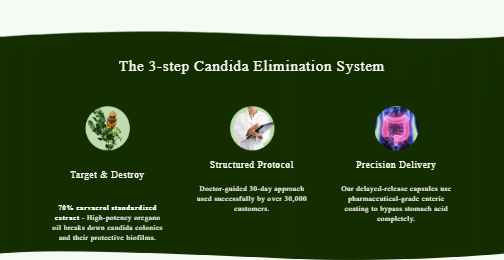 The 3-step Candida Elimination System
Target & Destroy
70% carvacrol standardized
extract - High-potency oregano
oil breaks down candida colonies
and their protective biofilms.
Structured Protocol
Doctor-guided 30-day approach
used successfully by over 30,000
customers.
Precision Delivery
Our delayed-release capsules use
pharmaceutical-grade enteric
coating to bypass stomach acid
completely.